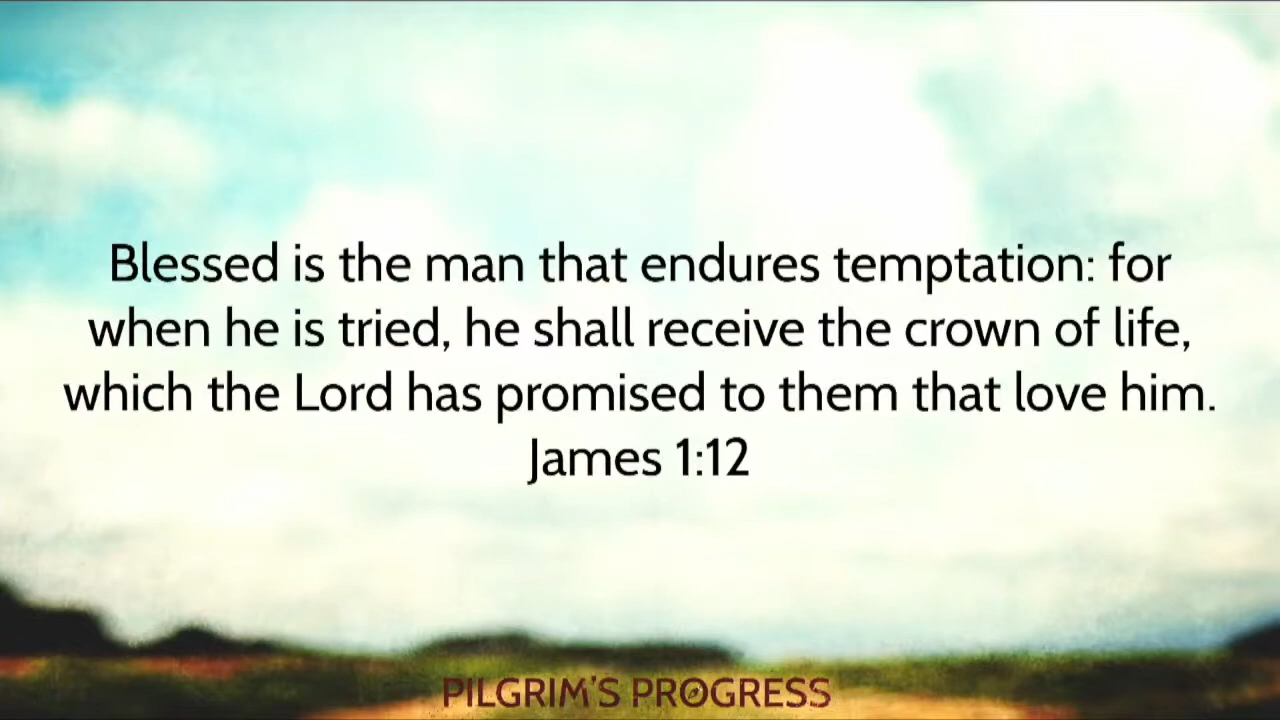 Blessed is the man that endures temptation: for
when he is tried, he shall receive the crown of life,
which the Lord has promised to them that love him.
James 1:12
PILGRIM'S PROGRESS